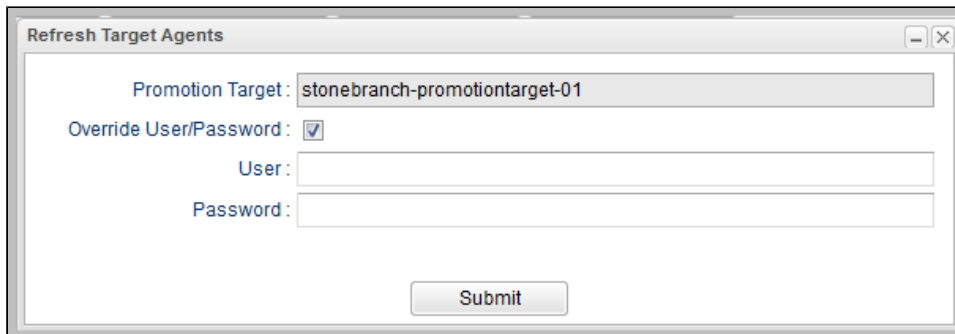 Refresh Target Agents
Promotion Target : stonebranch-promotiontarget-01
Override User/Password :
User :
Password :
Submit